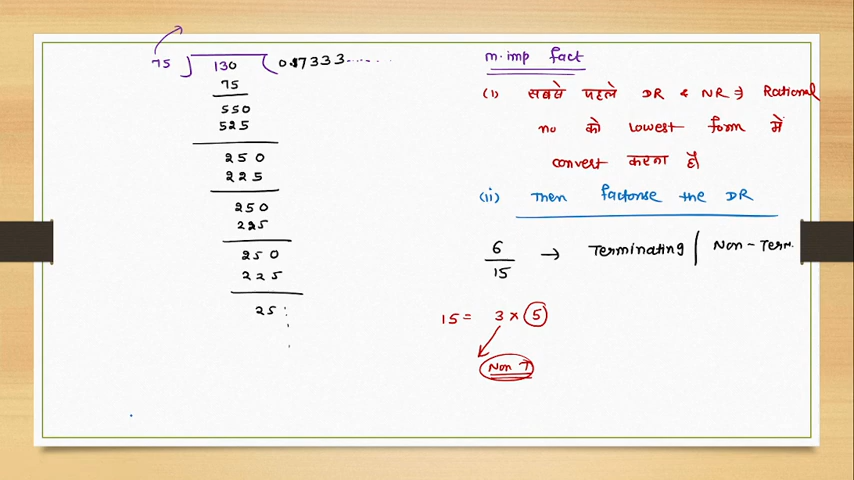 75 ) 130 ( 0.17333......
75
550
525
250
225
250
225
250
225
25
m.imp fact
(i) सबसे पहले DR & NR Rational
no को lowest form में
convert करना है
(ii) Then factorise the DR
6/15 → Terminating | Non-Term.
15 = 3 × 5
Non T